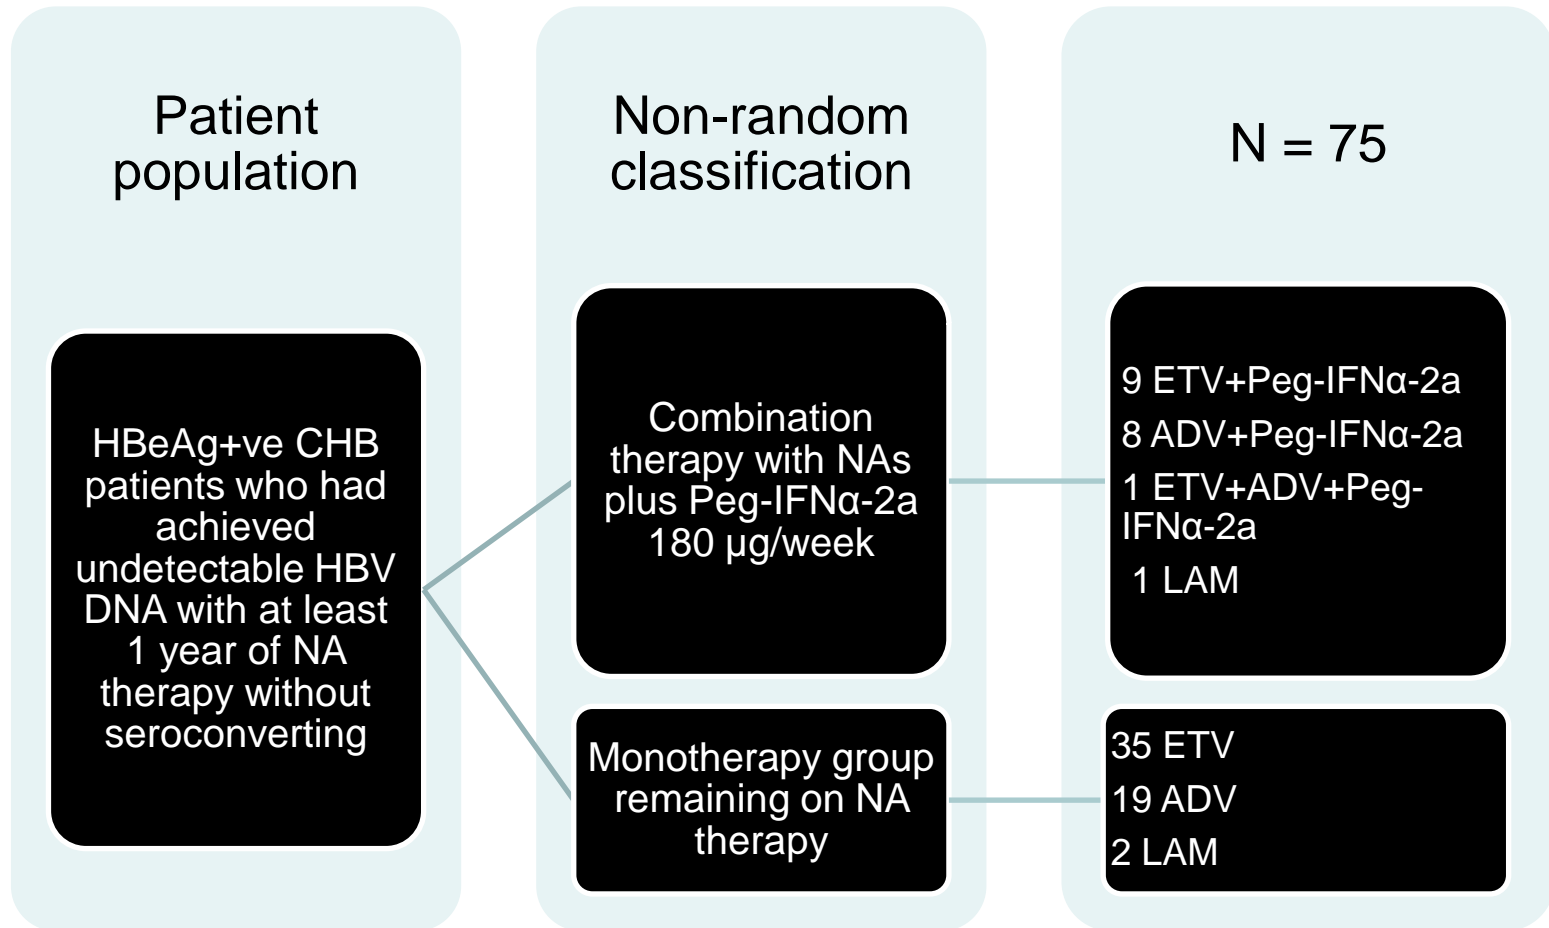 Patient
population
HBeAg+ve CHB
patients who had
achieved
undetectable HBV
DNA with at least
1 year of NA
therapy without
seroconverting
Non-random
classification
Combination
therapy with NAs
plus Peg-IFNα-2a
180 μg/week
Monotherapy group
remaining on NA
therapy
N = 75
9 ETV+Peg-IFNα-2a
8 ADV+Peg-IFNα-2a
1 ETV+ADV+Peg-
IFNα-2a
1 LAM
35 ETV
19 ADV
2 LAM